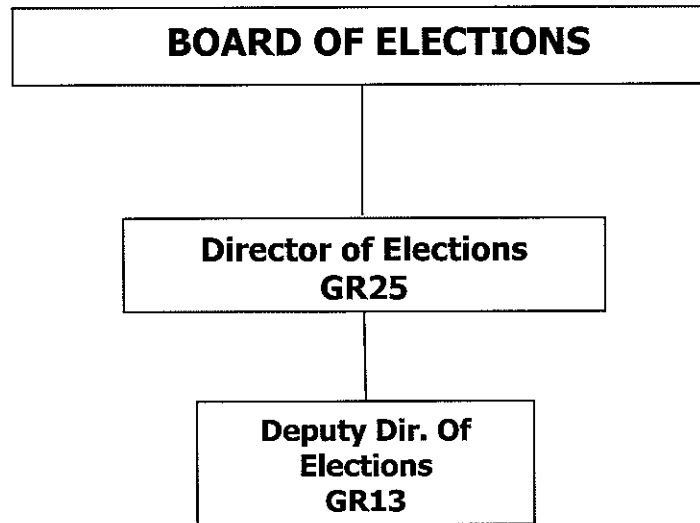 BOARD OF ELECTIONS
Director of Elections
GR25
Deputy Dir. Of
Elections
GR13